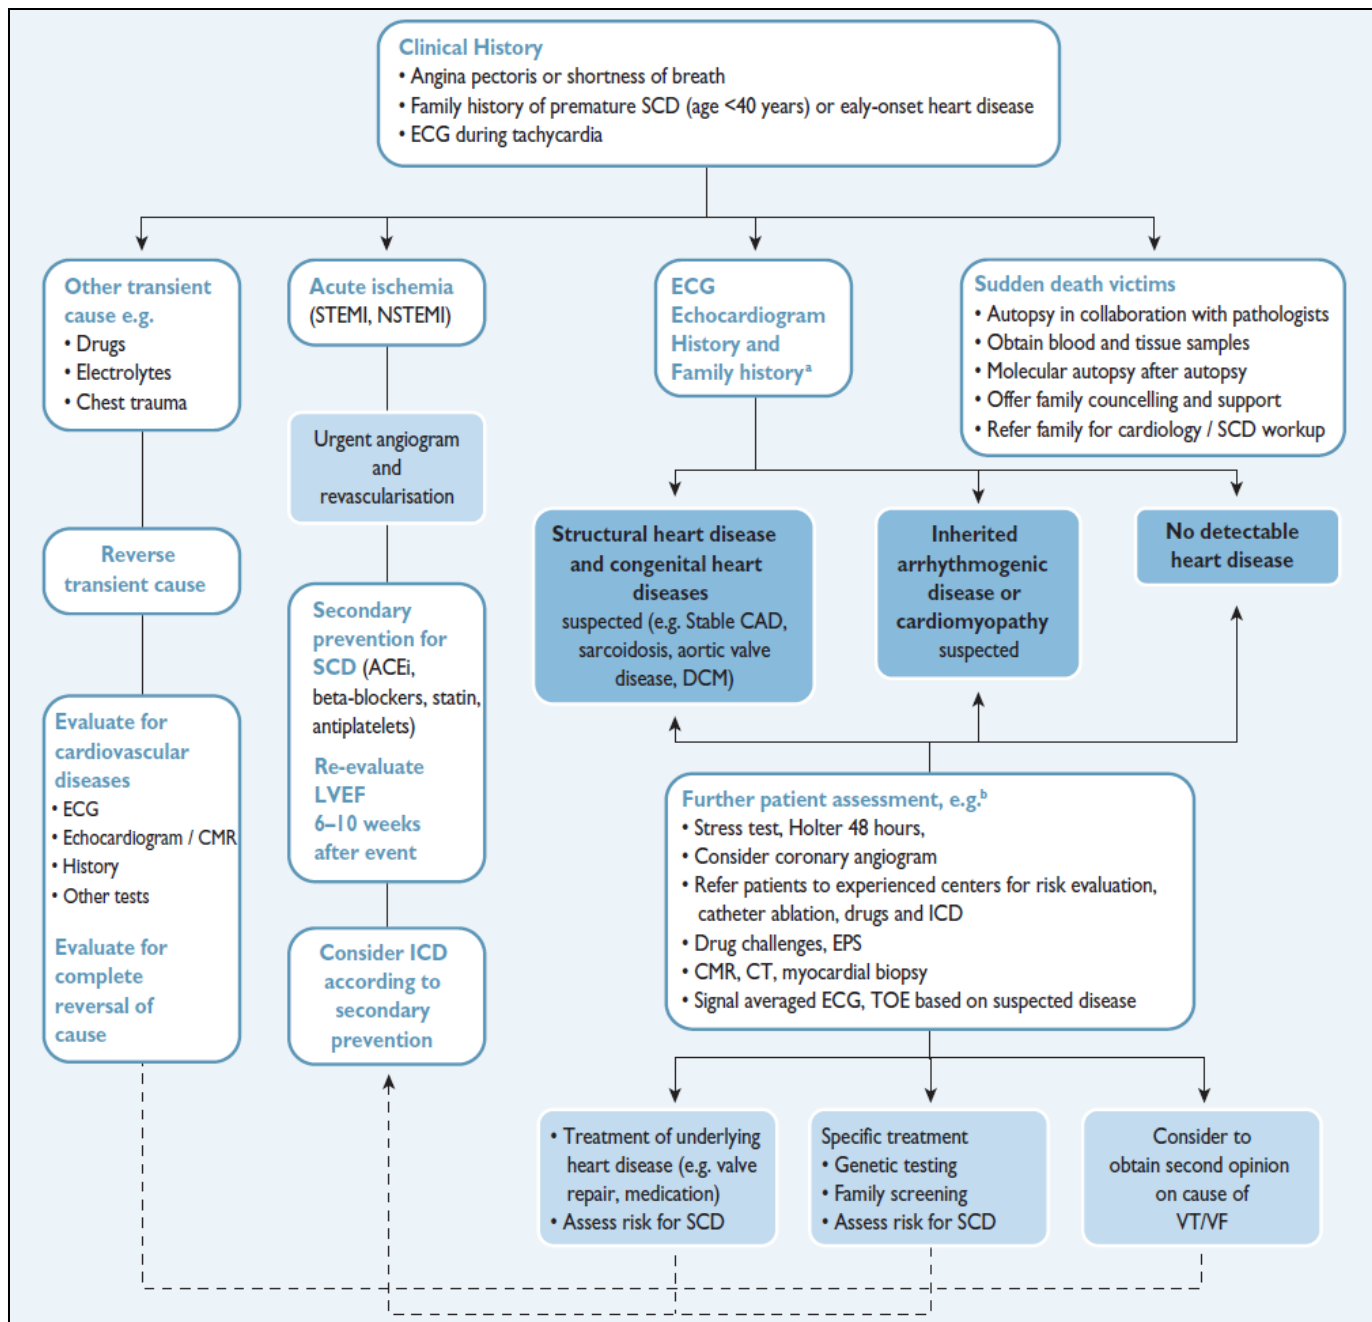 Clinical History
• Angina pectoris or shortness of breath
• Family history of premature SCD (age <40 years) or ealy-onset heart disease
• ECG during tachycardia
Other transient
cause e.g.
• Drugs
• Electrolytes
• Chest trauma
Reverse
transient cause
Evaluate for
cardiovascular
diseases
• ECG
• Echocardiogram / CMR
• History
• Other tests
Evaluate for
complete
reversal of
cause
Acute ischemia
(STEMI, NSTEMI)
Urgent angiogram
and
revascularisation
Secondary
prevention for
SCD (ACEi,
beta-blockers, statin,
antiplatelets)
Re-evaluate
LVEF
6–10 weeks
after event
Consider ICD
according to
secondary
prevention
ECG
Echocardiogram
History and
Family historyᵃ
Sudden death victims
• Autopsy in collaboration with pathologists
• Obtain blood and tissue samples
• Molecular autopsy after autopsy
• Offer family councelling and support
• Refer family for cardiology / SCD workup
Structural heart disease
and congenital heart
diseases
suspected (e.g. Stable CAD,
sarcoidosis, aortic valve
disease, DCM)
Inherited
arrhythmogenic
disease or
cardiomyopathy
suspected
No detectable
heart disease
Further patient assessment, e.g.ᵇ
• Stress test, Holter 48 hours,
• Consider coronary angiogram
• Refer patients to experienced centers for risk evaluation,
catheter ablation, drugs and ICD
• Drug challenges, EPS
• CMR, CT, myocardial biopsy
• Signal averaged ECG, TOE based on suspected disease
• Treatment of underlying
heart disease (e.g. valve
repair, medication)
• Assess risk for SCD
Specific treatment
• Genetic testing
• Family screening
• Assess risk for SCD
Consider to
obtain second opinion
on cause of
VT/VF